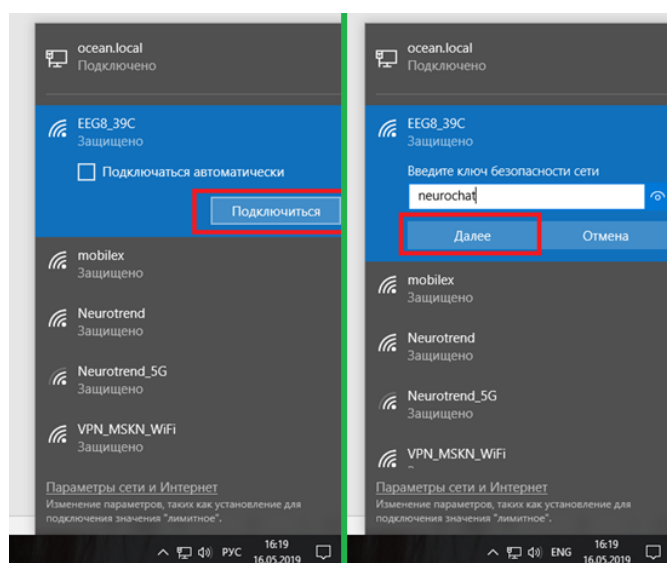 ocean.local
Подключено
EEG8_39C
Защищено
Подключаться автоматически
Подключиться
mobilex
Защищено
Neurotrend
Защищено
Neurotrend_5G
Защищено
VPN_MSKN_WiFi
Защищено
Параметры сети и Интернет
Изменение параметров, таких как установление для
подключения значения "лимитное".
РУС
16:19
16.05.2019
ocean.local
Подключено
EEG8_39C
Защищено
Введите ключ безопасности сети
neurochat
Далее
Отмена
mobilex
Защищено
Neurotrend
Защищено
Neurotrend_5G
Защищено
VPN_MSKN_WiFi
Параметры сети и Интернет
Изменение параметров, таких как установление для
подключения значения "лимитное".
ENG
16:19
16.05.2019